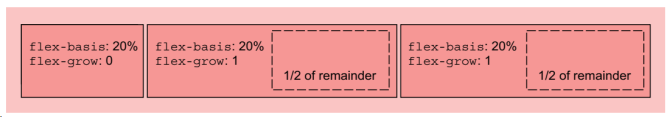 flex-basis: 20%
flex-grow: 0
flex-basis: 20%
flex-grow: 1
1/2 of remainder
flex-basis: 20%
flex-grow: 1
1/2 of remainder